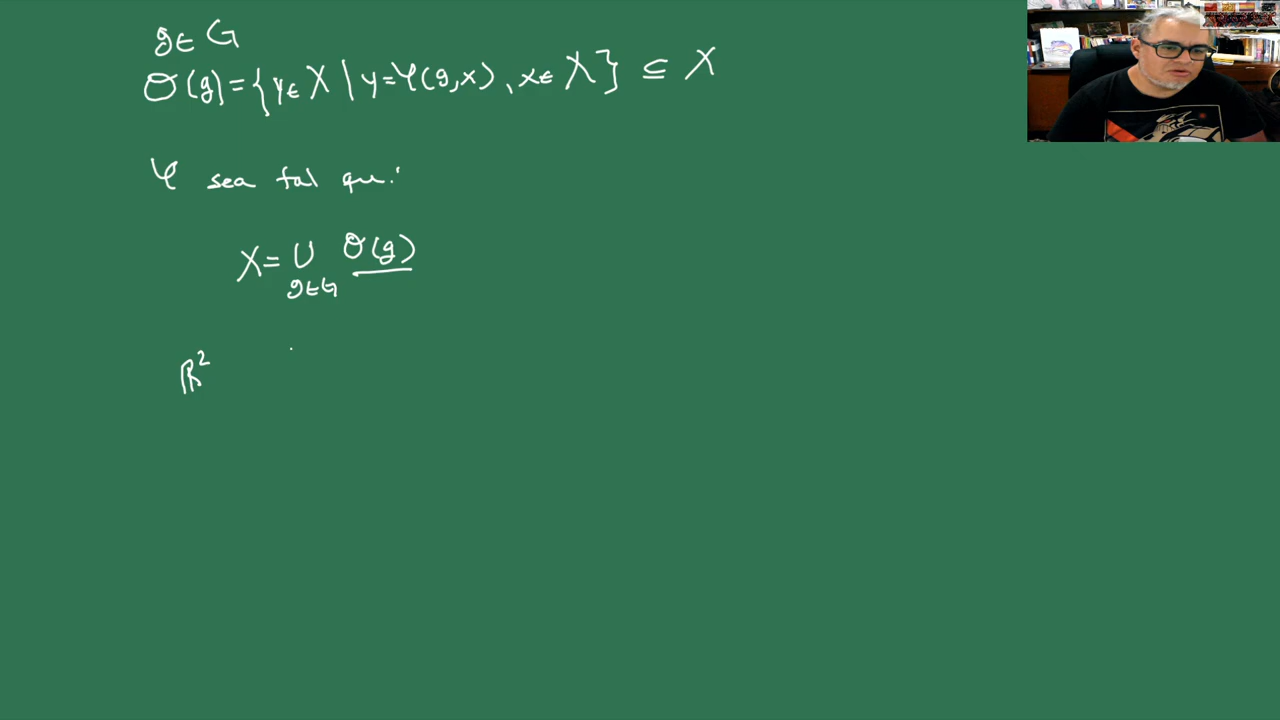 g∈ G
O(g)={y∈ X | y=φ(g,x), x∈ X} ⊆ X
φ sea tal que:
X= ∪ O(g)
g∈G
ℝ²